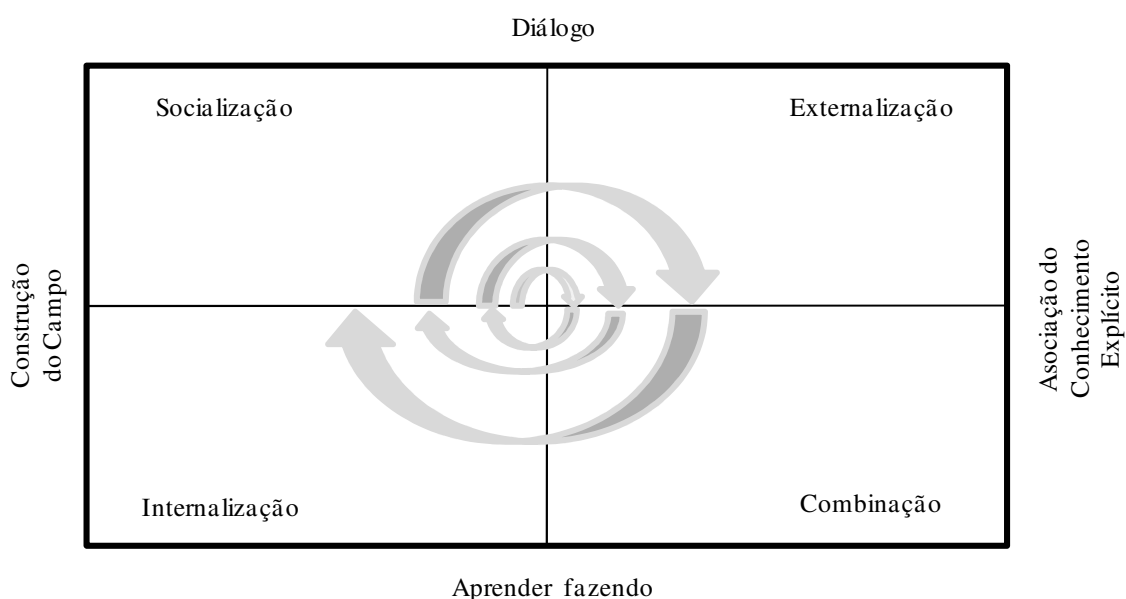 Diálogo
Socialização
Externalização
Construção
do Campo
Asociação do
Conhecimento
Explícito
Internalização
Combinação
Aprender fazendo